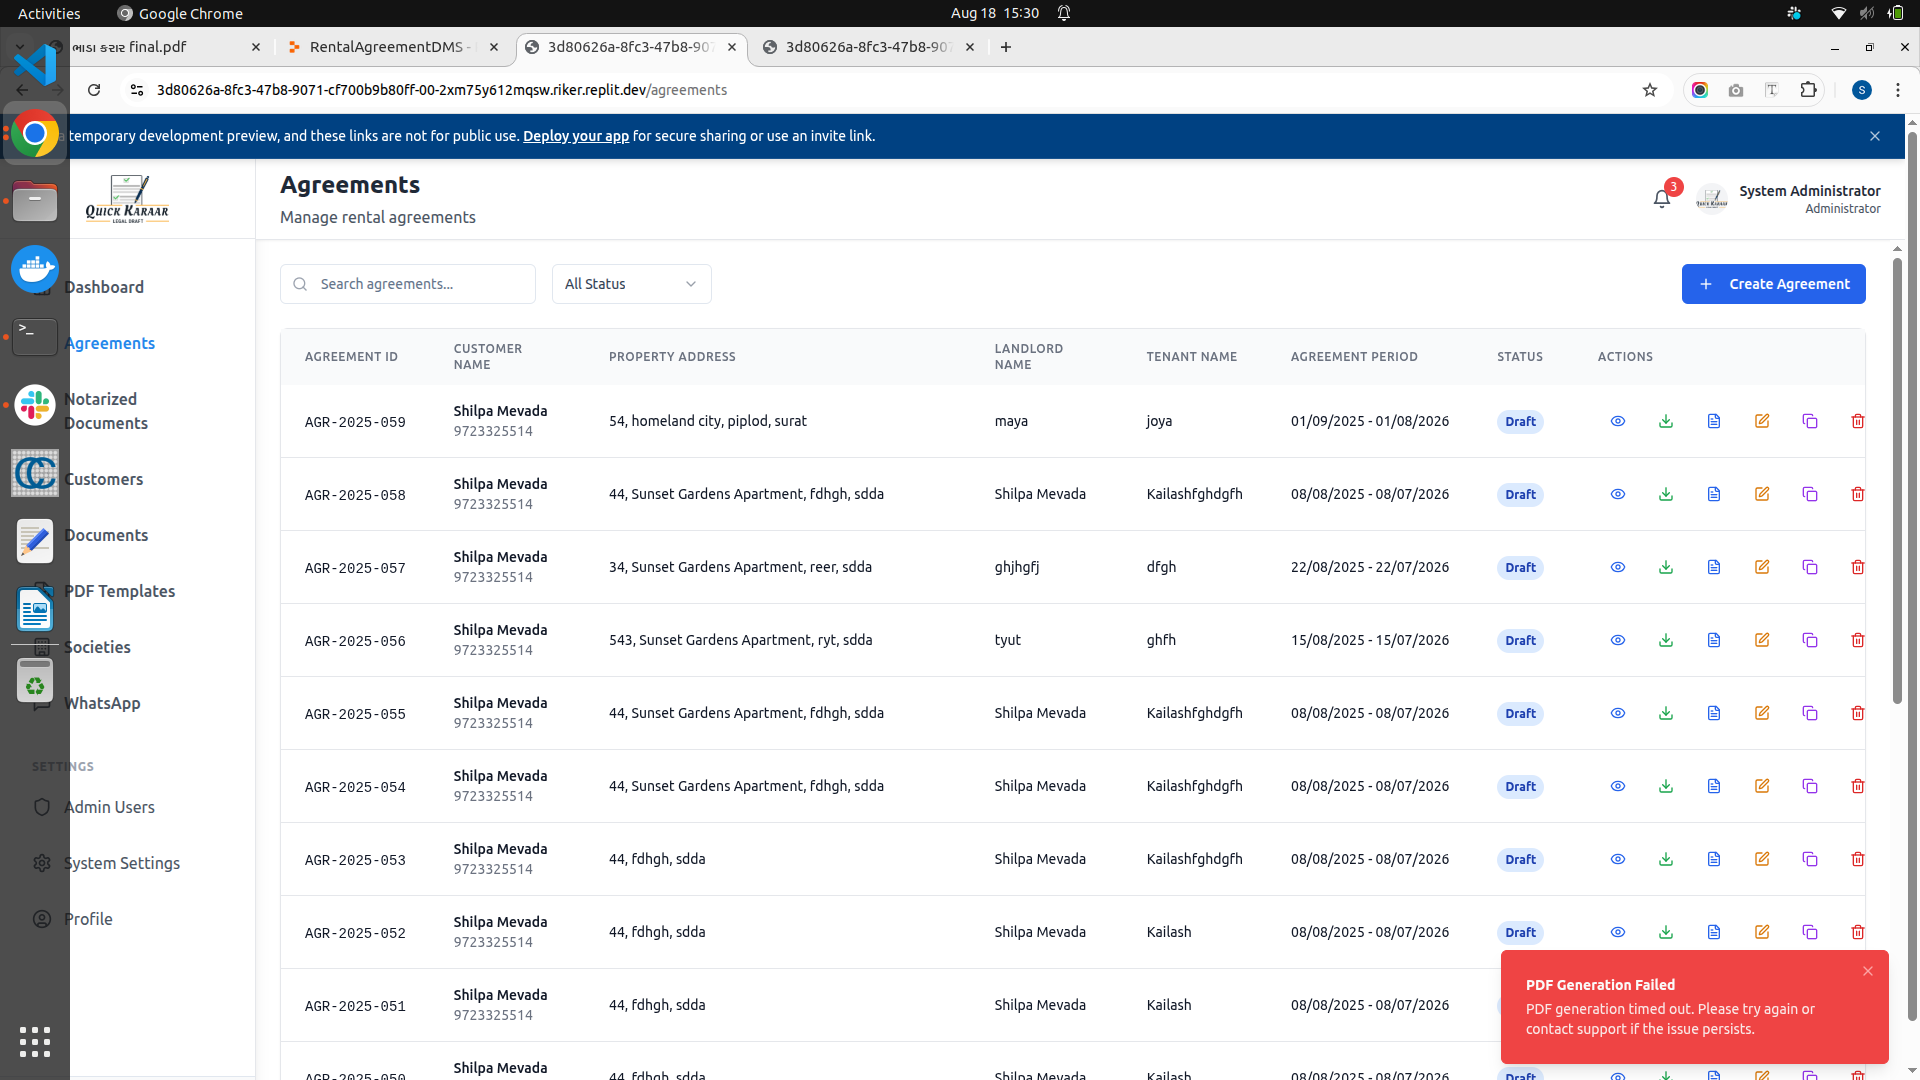 Activities Google Chrome Aug 18 15:30
ભાડા કરાર final.pdf RentalAgreementDMS - 3d80626a-8fc3-47b8-907 3d80626a-8fc3-47b8-907
3d80626a-8fc3-47b8-9071-cf700b9b80ff-00-2xm75y612mqsw.riker.replit.dev/agreements S
temporary development preview, and these links are not for public use. Deploy your app for secure sharing or use an invite link.
QUICK KARAAR
LEGAL DRAFT
Dashboard
Agreements
Notarized
Documents
Customers
Documents
PDF Templates
Societies
WhatsApp
SETTINGS
Admin Users
System Settings
Profile
Agreements
Manage rental agreements
3
System Administrator
Administrator
Search agreements...
All Status
+ Create Agreement
AGREEMENT ID CUSTOMER NAME PROPERTY ADDRESS LANDLORD NAME TENANT NAME AGREEMENT PERIOD STATUS ACTIONS
AGR-2025-059 Shilpa Mevada 9723325514 54, homeland city, piplod, surat maya joya 01/09/2025 - 01/08/2026 Draft
AGR-2025-058 Shilpa Mevada 9723325514 44, Sunset Gardens Apartment, fdhgh, sdda Shilpa Mevada Kailashfghdgfh 08/08/2025 - 08/07/2026 Draft
AGR-2025-057 Shilpa Mevada 9723325514 34, Sunset Gardens Apartment, reer, sdda ghjhgfj dfgh 22/08/2025 - 22/07/2026 Draft
AGR-2025-056 Shilpa Mevada 9723325514 543, Sunset Gardens Apartment, ryt, sdda tyut ghfh 15/08/2025 - 15/07/2026 Draft
AGR-2025-055 Shilpa Mevada 9723325514 44, Sunset Gardens Apartment, fdhgh, sdda Shilpa Mevada Kailashfghdgfh 08/08/2025 - 08/07/2026 Draft
AGR-2025-054 Shilpa Mevada 9723325514 44, Sunset Gardens Apartment, fdhgh, sdda Shilpa Mevada Kailashfghdgfh 08/08/2025 - 08/07/2026 Draft
AGR-2025-053 Shilpa Mevada 9723325514 44, fdhgh, sdda Shilpa Mevada Kailashfghdgfh 08/08/2025 - 08/07/2026 Draft
AGR-2025-052 Shilpa Mevada 9723325514 44, fdhgh, sdda Shilpa Mevada Kailash 08/08/2025 - 08/07/2026 Draft
AGR-2025-051 Shilpa Mevada 9723325514 44, fdhgh, sdda Shilpa Mevada Kailash 08/08/2025 - 08/07/2026
AGR-2025-050 Shilpa Mevada 44, fdhgh, sdda Shilpa Mevada Kailash 08/08/2025 - 08/07/2026 Draft
PDF Generation Failed
PDF generation timed out. Please try again or
contact support if the issue persists.